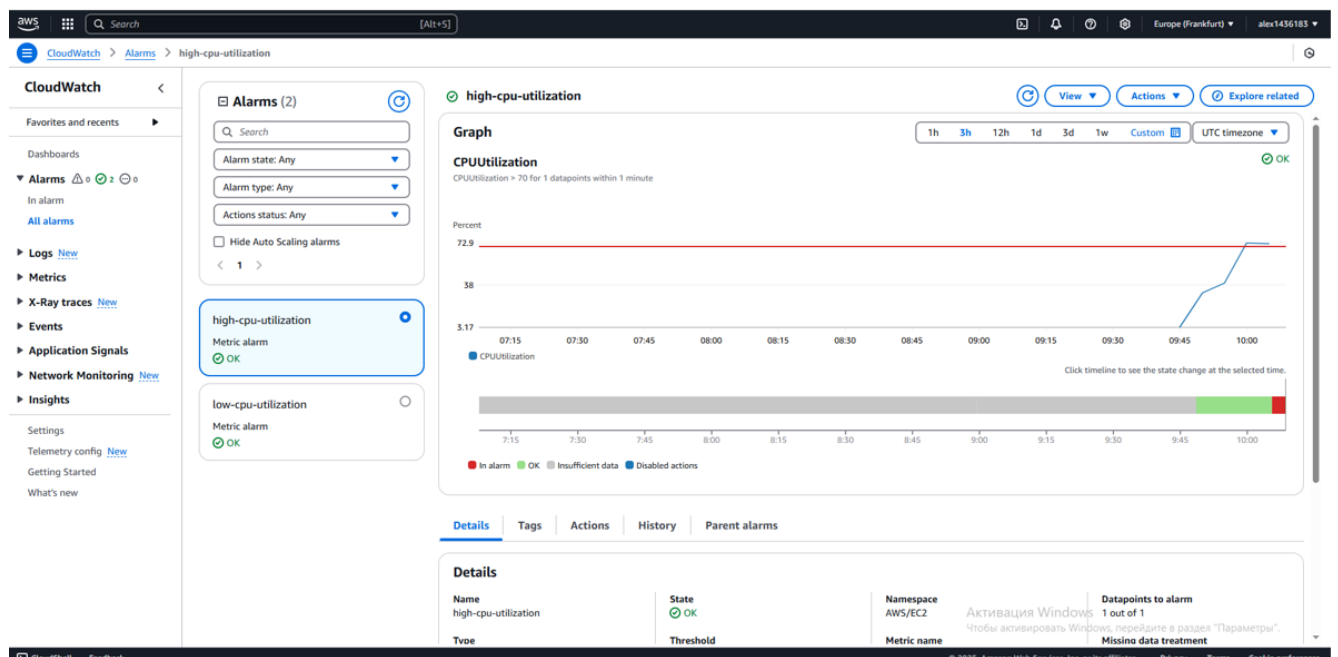 aws
Search [Alt+S]
Europe (Frankfurt) alex1436183
CloudWatch > Alarms > high-cpu-utilization
CloudWatch
Favorites and recents
Dashboards
Alarms 0 2 0
In alarm
All alarms
Logs New
Metrics
X-Ray traces New
Events
Application Signals
Network Monitoring New
Insights
Settings
Telemetry config New
Getting Started
What's new
Alarms (2)
Search
Alarm state: Any
Alarm type: Any
Actions status: Any
Hide Auto Scaling alarms
< 1 >
high-cpu-utilization
Metric alarm
OK
low-cpu-utilization
Metric alarm
OK
high-cpu-utilization
View Actions Explore related
Graph
1h 3h 12h 1d 3d 1w Custom UTC timezone
CPUUtilization
OK
CPUUtilization > 70 for 1 datapoints within 1 minute
Percent
72.9
38
3.17
07:15 07:30 07:45 08:00 08:15 08:30 08:45 09:00 09:15 09:30 09:45 10:00
CPUUtilization
Click timeline to see the state change at the selected time.
7:15 7:30 7:45 8:00 8:15 8:30 8:45 9:00 9:15 9:30 9:45 10:00
In alarm OK Insufficient data Disabled actions
Details Tags Actions History Parent alarms
Details
Name State Namespace Datapoints to alarm
high-cpu-utilization OK AWS/EC2 1 out of 1
Активация Windows
Чтобы активировать Windows, перейдите в раздел "Параметры".
Type Threshold Metric name Missing data treatment